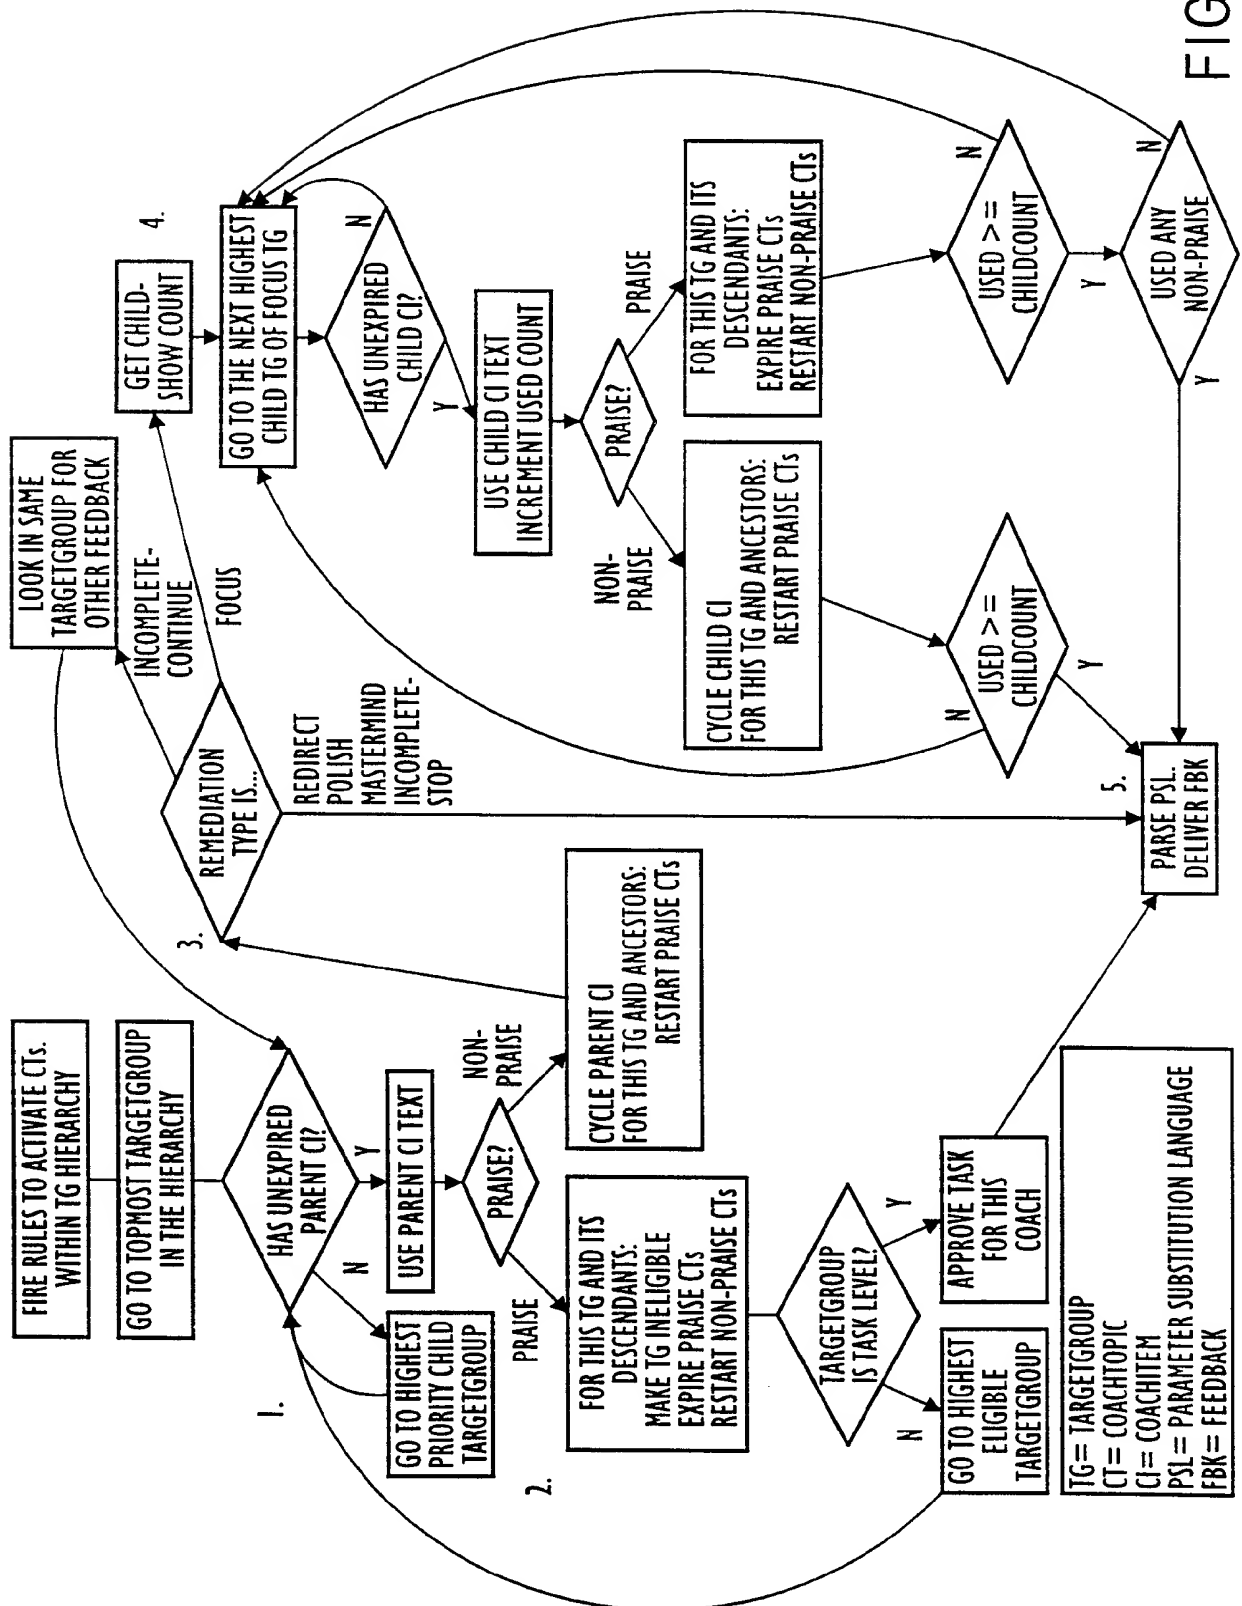 FIRE RULES TO ACTIVATE CTs.
WITHIN TG HIERARCHY
GO TO TOPMOST TARGETGROUP
IN THE HIERARCHY
1.
HAS UNEXPIRED
PARENT CI?
N
Y
GO TO HIGHEST
PRIORITY CHILD
TARGETGROUP
USE PARENT CI TEXT
2.
PRAISE?
PRAISE
NON-
PRAISE
FOR THIS TG AND ITS
DESCENDANTS:
MAKE TG INELIGIBLE
EXPIRE PRAISE CTs
RESTART NON-PRAISE CTs
CYCLE PARENT CI
FOR THIS TG AND ANCESTORS:
RESTART PRAISE CTs
TARGETGROUP
IS TASK LEVEL?
N
Y
GO TO HIGHEST
ELIGIBLE
TARGETGROUP
APPROVE TASK
FOR THIS
COACH
TG= TARGETGROUP
CT= COACHTOPIC
CI= COACHITEM
PSL= PARAMETER SUBSTITUTION LANGUAGE
FBK= FEEDBACK
3.
REMEDIATION
TYPE IS...
LOOK IN SAME
TARGETGROUP FOR
OTHER FEEDBACK
INCOMPLETE-
CONTINUE
FOCUS
REDIRECT
POLISH
MASTERMIND
INCOMPLETE-
STOP
4.
GET CHILD-
SHOW COUNT
GO TO THE NEXT HIGHEST
CHILD TG OF FOCUS TG
HAS UNEXPIRED
CHILD CI?
N
Y
USE CHILD CI TEXT
INCREMENT USED COUNT
PRAISE?
NON-
PRAISE
PRAISE
CYCLE CHILD CI
FOR THIS TG AND ANCESTORS:
RESTART PRAISE CTs
FOR THIS TG AND ITS
DESCENDANTS:
EXPIRE PRAISE CTs
RESTART NON-PRAISE CTs
USED >=
CHILDCOUNT
N
Y
USED >=
CHILDCOUNT
N
Y
USED ANY
NON-PRAISE
N
Y
5.
PARSE PSL.
DELIVER FBK
FIG